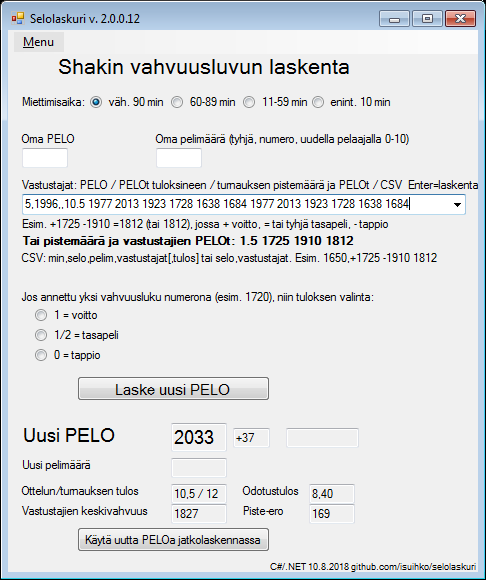 Selolaskuri v. 2.0.0.12
Menu
Shakin vahvuusluvun laskenta
Miettimisaika: väh. 90 min 60-89 min 11-59 min enint. 10 min
Oma PELO Oma pelimäärä (tyhjä, numero, uudella pelaajalla 0-10)
Vastustajat: PELO / PELOt tuloksineen / turnauksen pistemäärä ja PELOt / CSV Enter=laskenta
5,1996,,10.5 1977 2013 1923 1728 1638 1684 1977 2013 1923 1728 1638 1684
Esim. +1725 -1910 =1812 (tai 1812), jossa + voitto, = tai tyhjä tasapeli, - tappio
Tai pistemäärä ja vastustajien PELOt: 1.5 1725 1910 1812
CSV: min,selo,pelim,vastustajat[,tulos] tai selo,vastustajat. Esim. 1650,+1725 -1910 1812
Jos annettu yksi vahvuusluku numerona (esim. 1720), niin tuloksen valinta:
1 = voitto
1/2 = tasapeli
0 = tappio
Laske uusi PELO
Uusi PELO 2033 +37
Uusi pelimäärä
Ottelun/turnauksen tulos 10,5 / 12 Odotustulos 8,40
Vastustajien keskivahvuus 1827 Piste-ero 169
Käytä uutta PELOa jatkolaskennassa
C#/.NET 10.8.2018 github.com/isuihko/selolaskuri